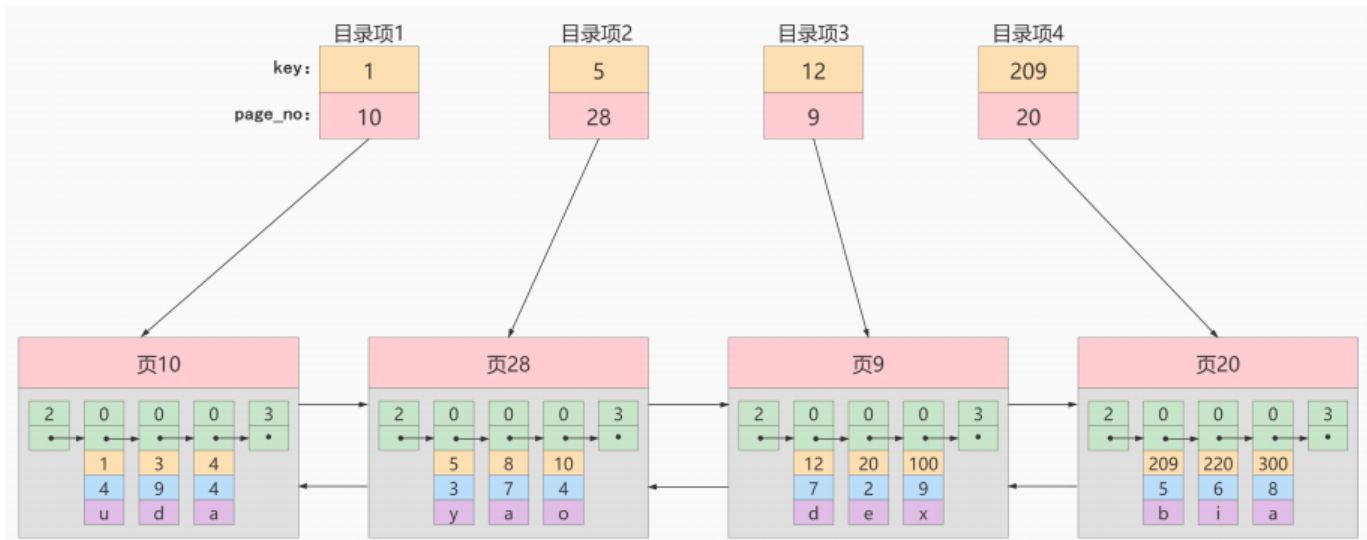 目录项1 目录项2 目录项3 目录项4
key: 1 5 12 209
page_no: 10 28 9 20
页10 页28 页9 页20
2 0 0 0 3 2 0 0 0 3 2 0 0 0 3 2 0 0 0 3
1 3 4 5 8 10 12 20 100 209 220 300
4 9 4 3 7 4 7 2 9 5 6 8
u d a y a o d e x b i a